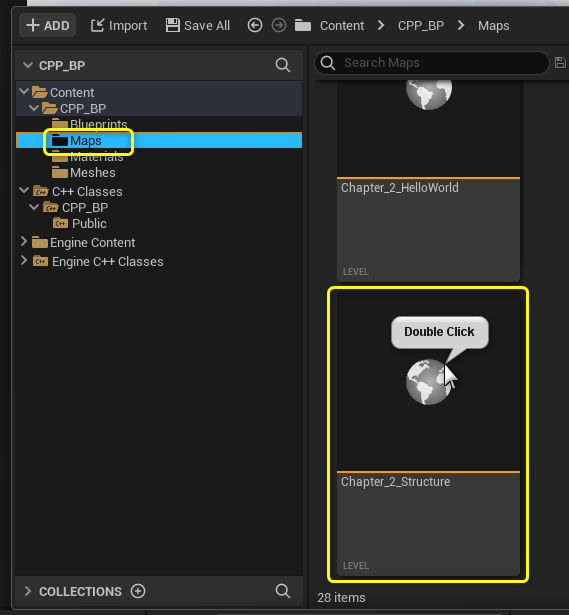 ADD Import Save All Content CPP_BP Maps
CPP_BP
Search Maps
Content
CPP_BP
Blueprints
Maps
Materials
Meshes
C++ Classes
CPP_BP
Public
Engine Content
Engine C++ Classes
COLLECTIONS
Chapter_2_HelloWorld
LEVEL
Double Click
Chapter_2_Structure
LEVEL
28 items